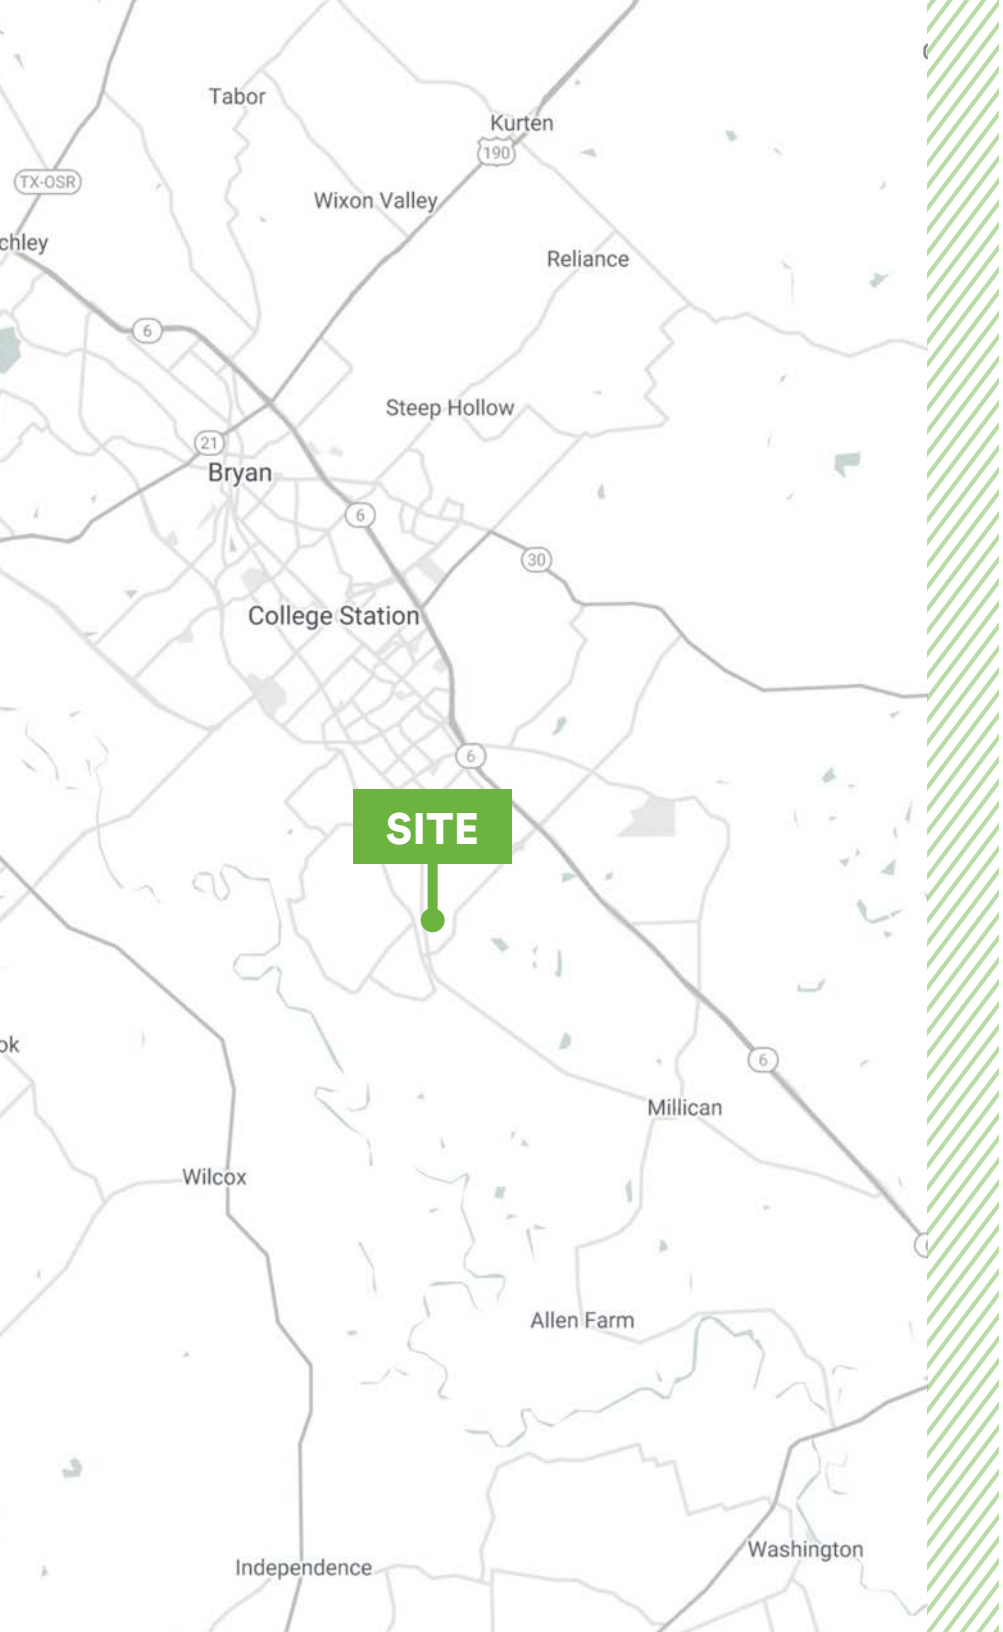 Tabor
Kurten
190
TX-OSR
Wixon Valley
chley
Reliance
6
Steep Hollow
21
Bryan
6
30
College Station
6
SITE
ok
6
Millican
Wilcox
Allen Farm
Washington
Independence